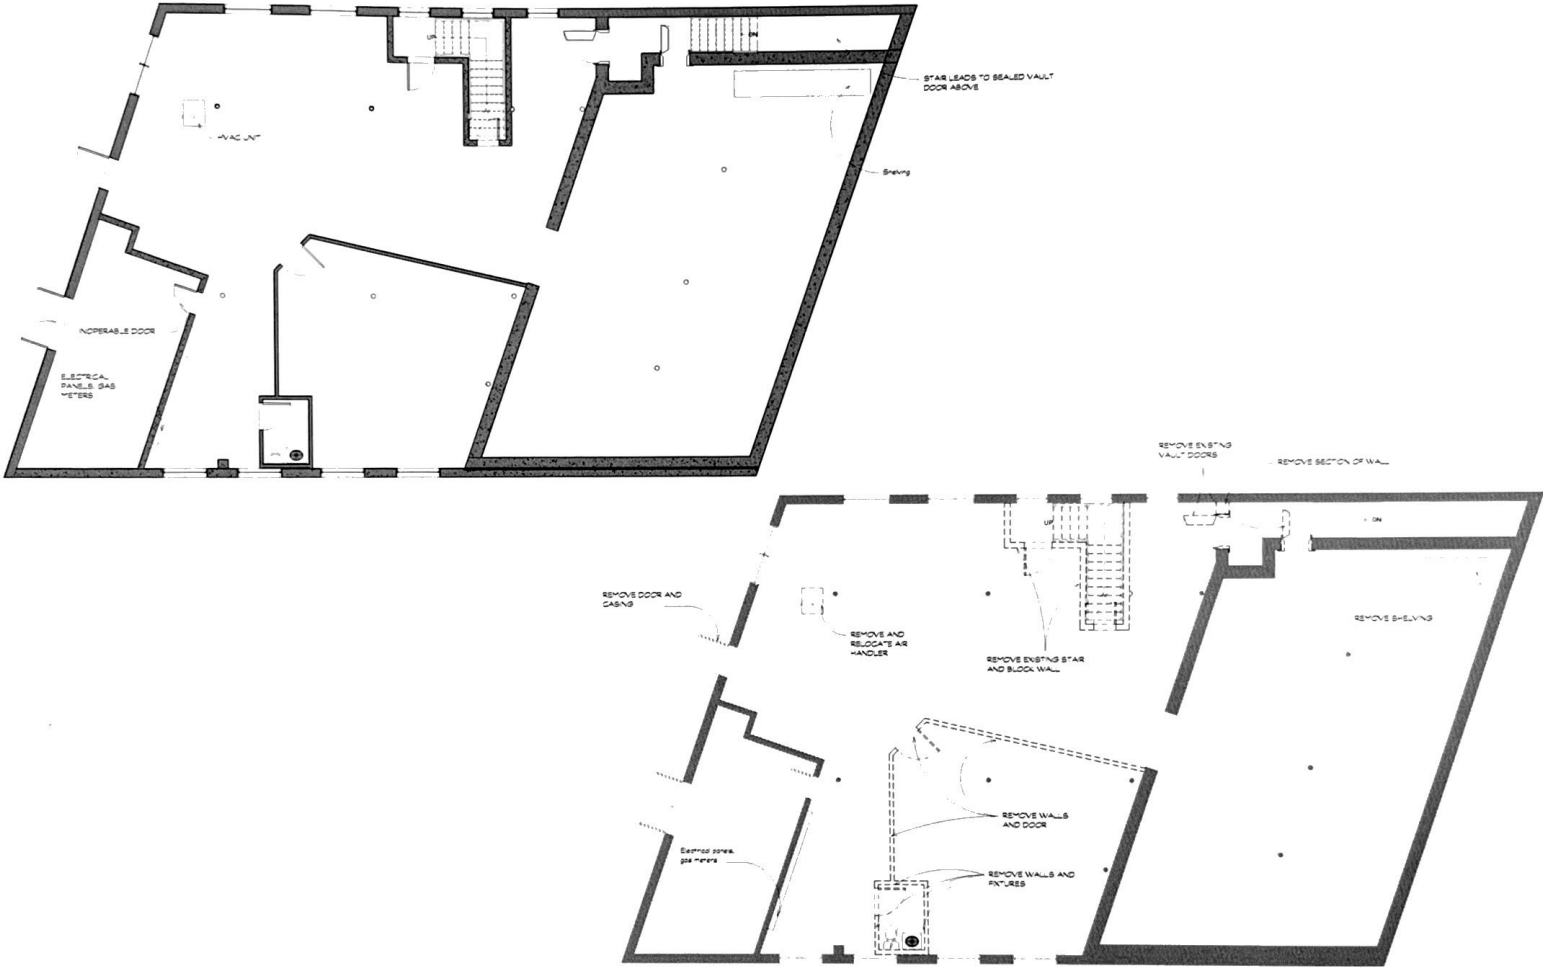 UP
DN
STAIR LEADS TO SEALED VAULT
DOOR ABOVE
HVAC UNIT
Shelving
INOPERABLE DOOR
ELECTRICAL
PANELS, GAS
METERS
REMOVE EXISTING
VAULT DOORS
REMOVE SECTION OF WALL
UP
DN
REMOVE DOOR AND
CASING
REMOVE AND
RELOCATE AIR
HANDLER
REMOVE EXISTING STAIR
AND BLOCK WALL
REMOVE SHELVING
REMOVE WALLS
AND DOOR
Electrical panels,
gas meters
REMOVE WALLS AND
FIXTURES